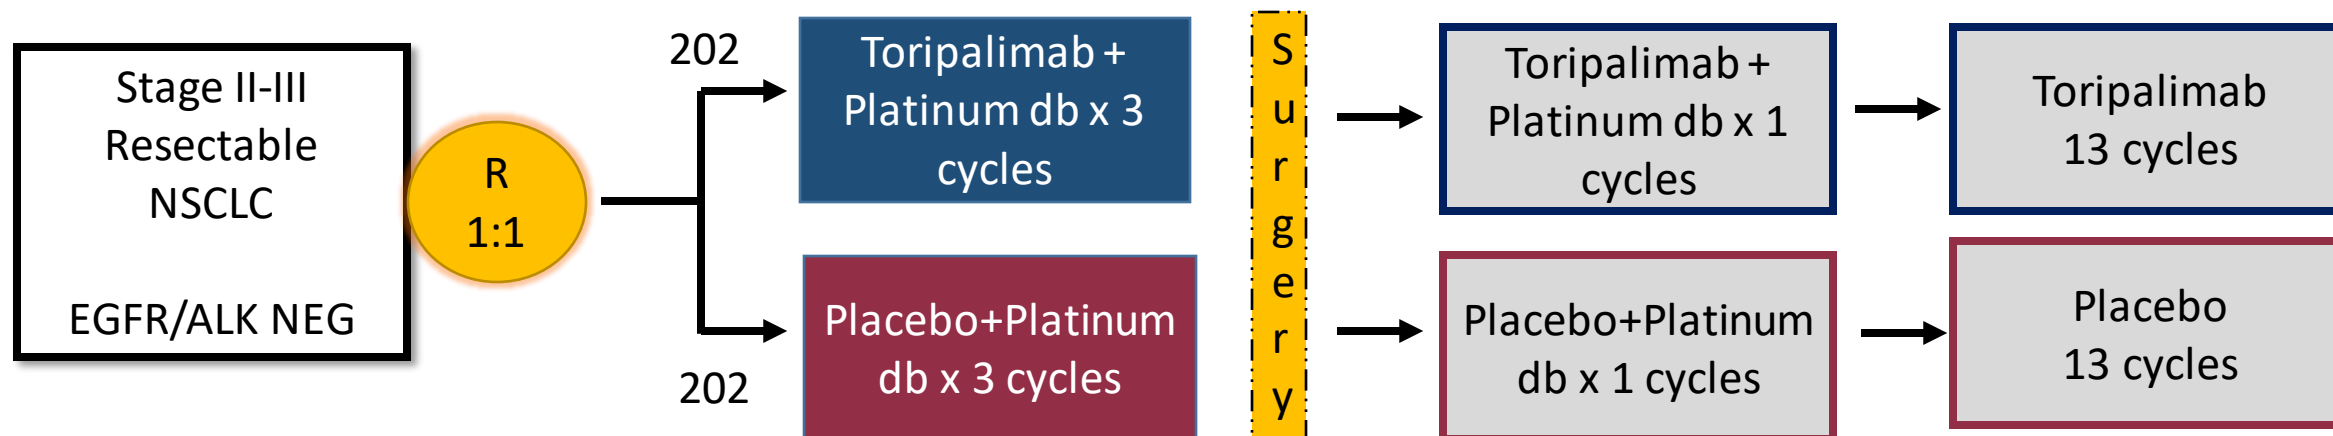 Stage II-III
Resectable
NSCLC
EGFR/ALK NEG
R
1:1
202
202
Toripalimab +
Platinum db x 3
cycles
Placebo+Platinum
db x 3 cycles
Surgery
Toripalimab +
Platinum db x 1
cycles
Placebo+Platinum
db x 1 cycles
Toripalimab
13 cycles
Placebo
13 cycles